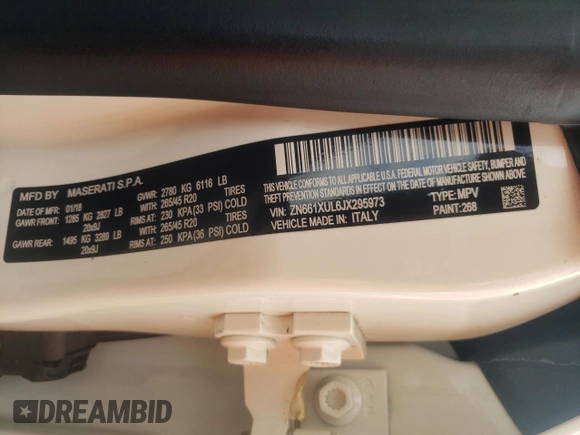 MFD BY MASERATI S.P.A.
DATE OF MFR: 01/18 GVWR: 2780 KG 6116 LB
GAWR FRONT: 1285 KG 2827 LB WITH 265/45 R20 TIRES
20x9J RIMS AT 230 KPA (33 PSI) COLD
GAWR REAR: 1495 KG 3289 LB WITH 265/45 R20 TIRES
20x9J RIMS AT 250 KPA (36 PSI) COLD
THIS VEHICLE CONFORMS TO ALL APPLICABLE U.S.A. FEDERAL MOTOR VEHICLE SAFETY, BUMPER AND
THEFT PREVENTION STANDARDS IN EFFECT ON THE DATE OF MANUFACTURE SHOWN ABOVE.
VIN: ZN661XUL6JX295973 TYPE: MPV
VEHICLE MADE IN: ITALY PAINT: 268
DREAMBID